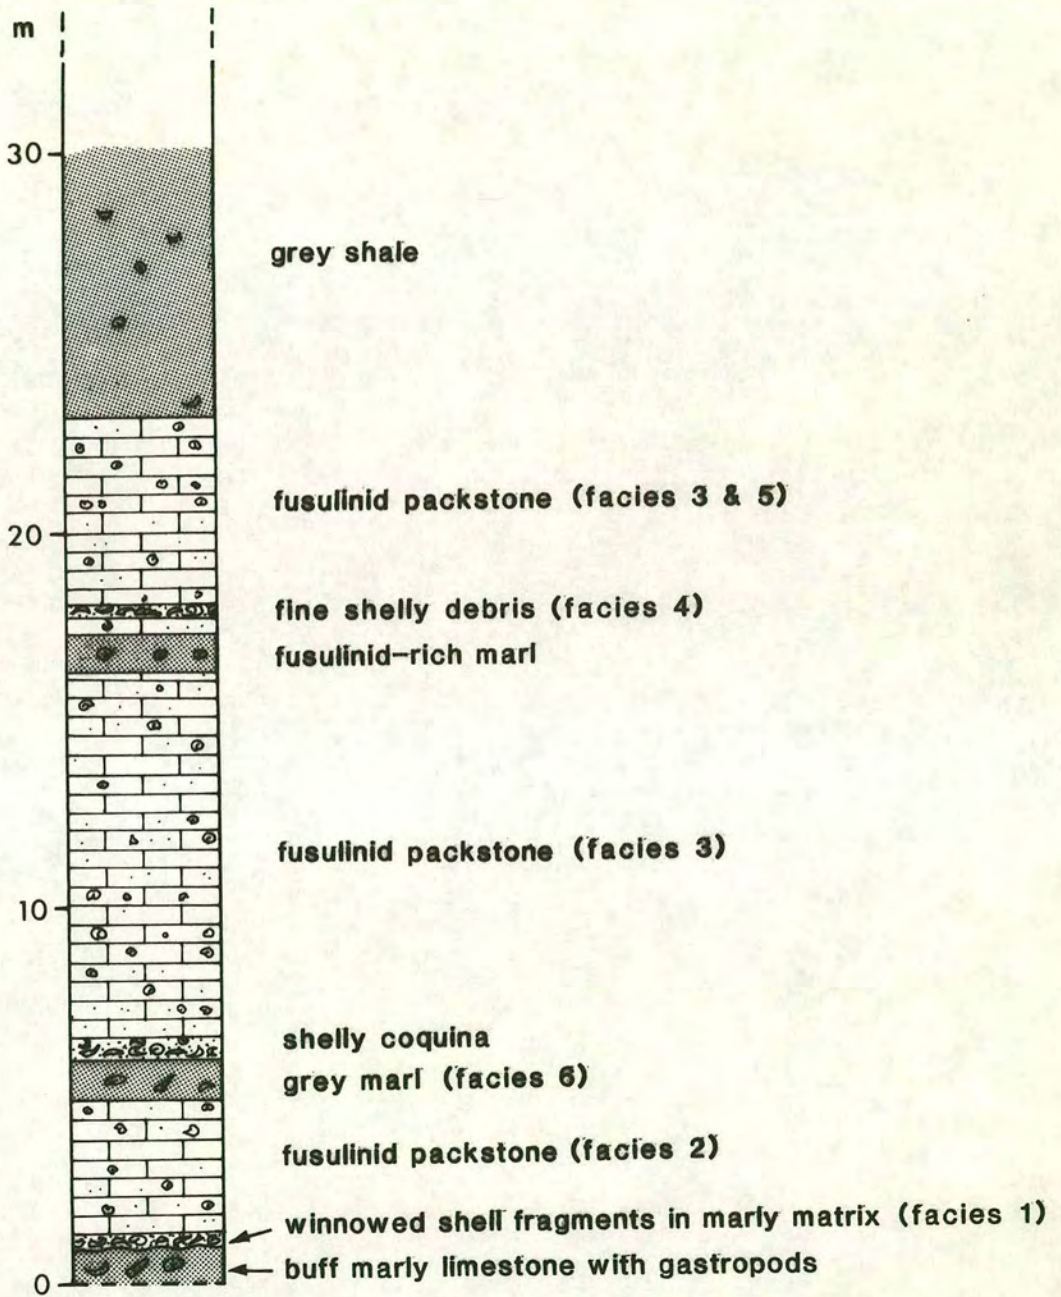 m
30
grey shale
fusulinid packstone (facies 3 & 5)
20
fine shelly debris (facies 4)
fusulinid-rich marl
fusulinid packstone (facies 3)
10
shelly coquina
grey marl (facies 6)
fusulinid packstone (facies 2)
winnowed shell fragments in marly matrix (facies 1)
buff marly limestone with gastropods
0